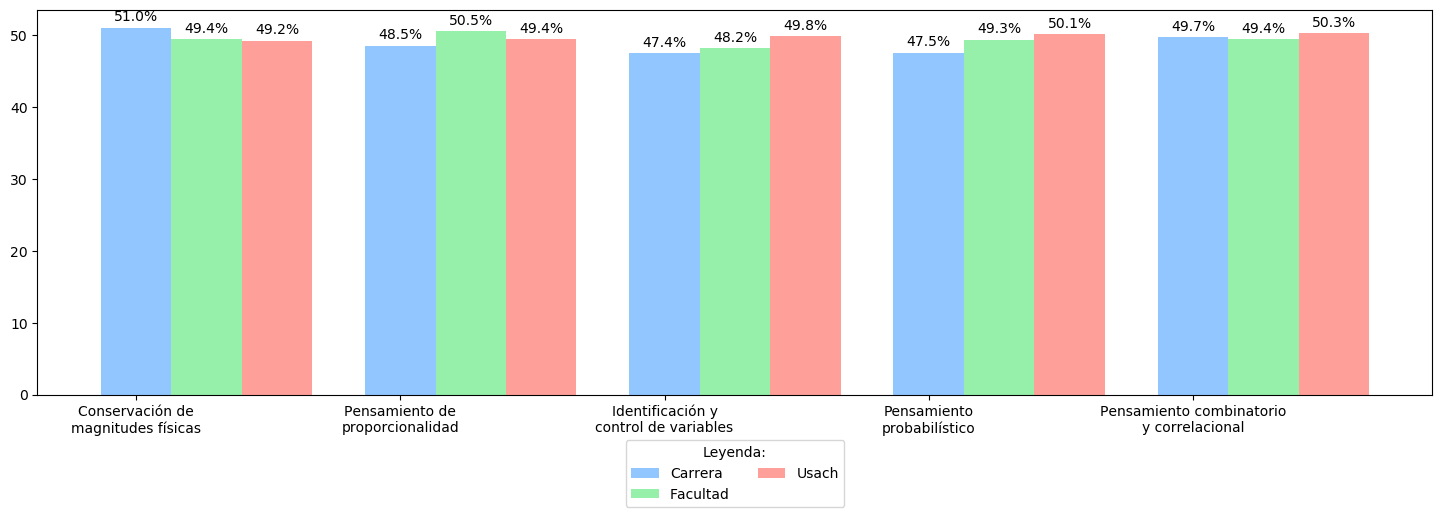 51.0%
49.4%
49.2%
48.5%
50.5%
49.4%
47.4%
48.2%
49.8%
47.5%
49.3%
50.1%
49.7%
49.4%
50.3%
50
40
30
20
10
0
Conservación de
magnitudes físicas
Pensamiento de
proporcionalidad
Identificación y
control de variables
Pensamiento
probabilístico
Pensamiento combinatorio
y correlacional
Leyenda:
Carrera
Facultad
Usach